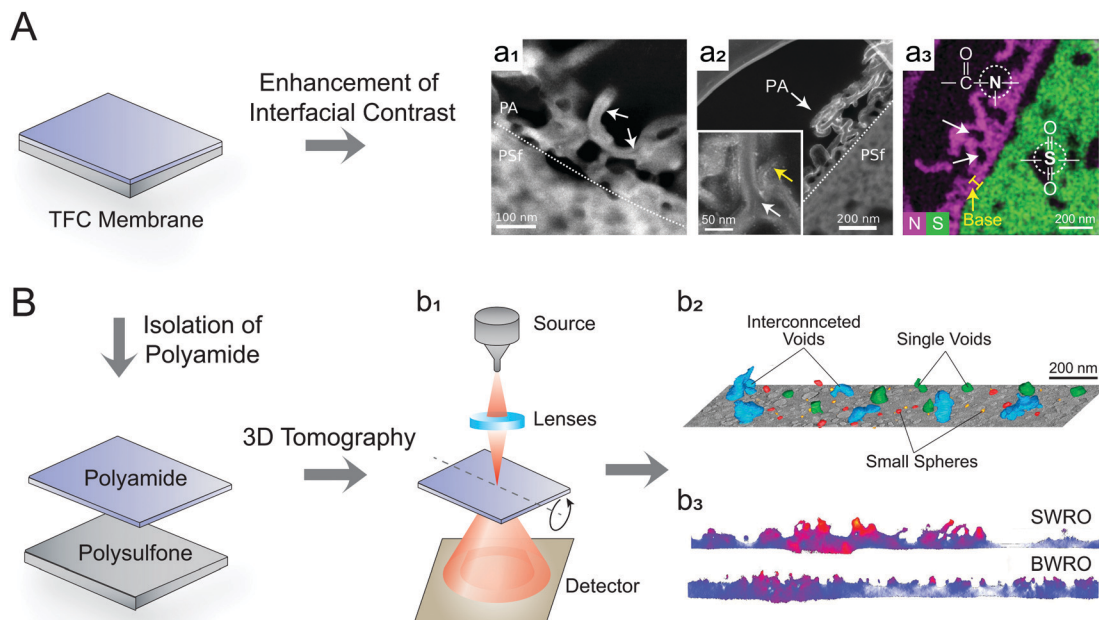 A
Enhancement of
Interfacial Contrast
TFC Membrane
a1
PA
PSf
100 nm
a2
PA
PSf
50 nm
200 nm
a3
O
C
N
O
S
O
Base
N S
200 nm
B
Isolation of
Polyamide
Polyamide
Polysulfone
3D Tomography
b1
Source
Lenses
Detector
b2
Interconnceted
Voids
Single Voids
200 nm
Small Spheres
b3
SWRO
BWRO